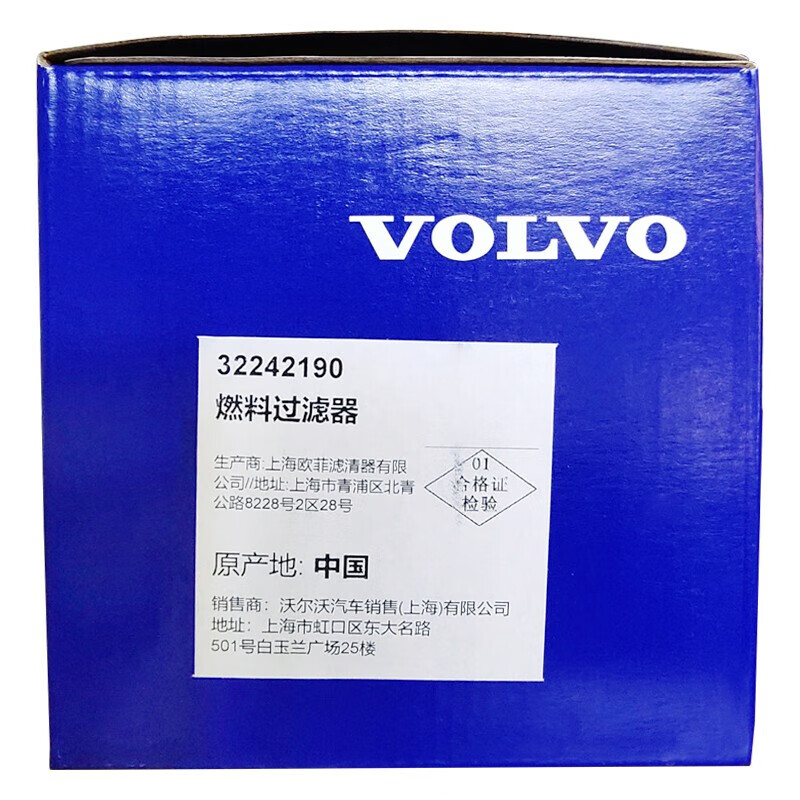 VOLVO
32242190
燃料过滤器
生产商:上海欧菲滤清器有限
公司//地址:上海市青浦区北青
公路8228号2区28号
01
合格证
检验
原产地: 中国
销售商: 沃尔沃汽车销售(上海)有限公司
地址: 上海市虹口区东大名路
501号白玉兰广场25楼